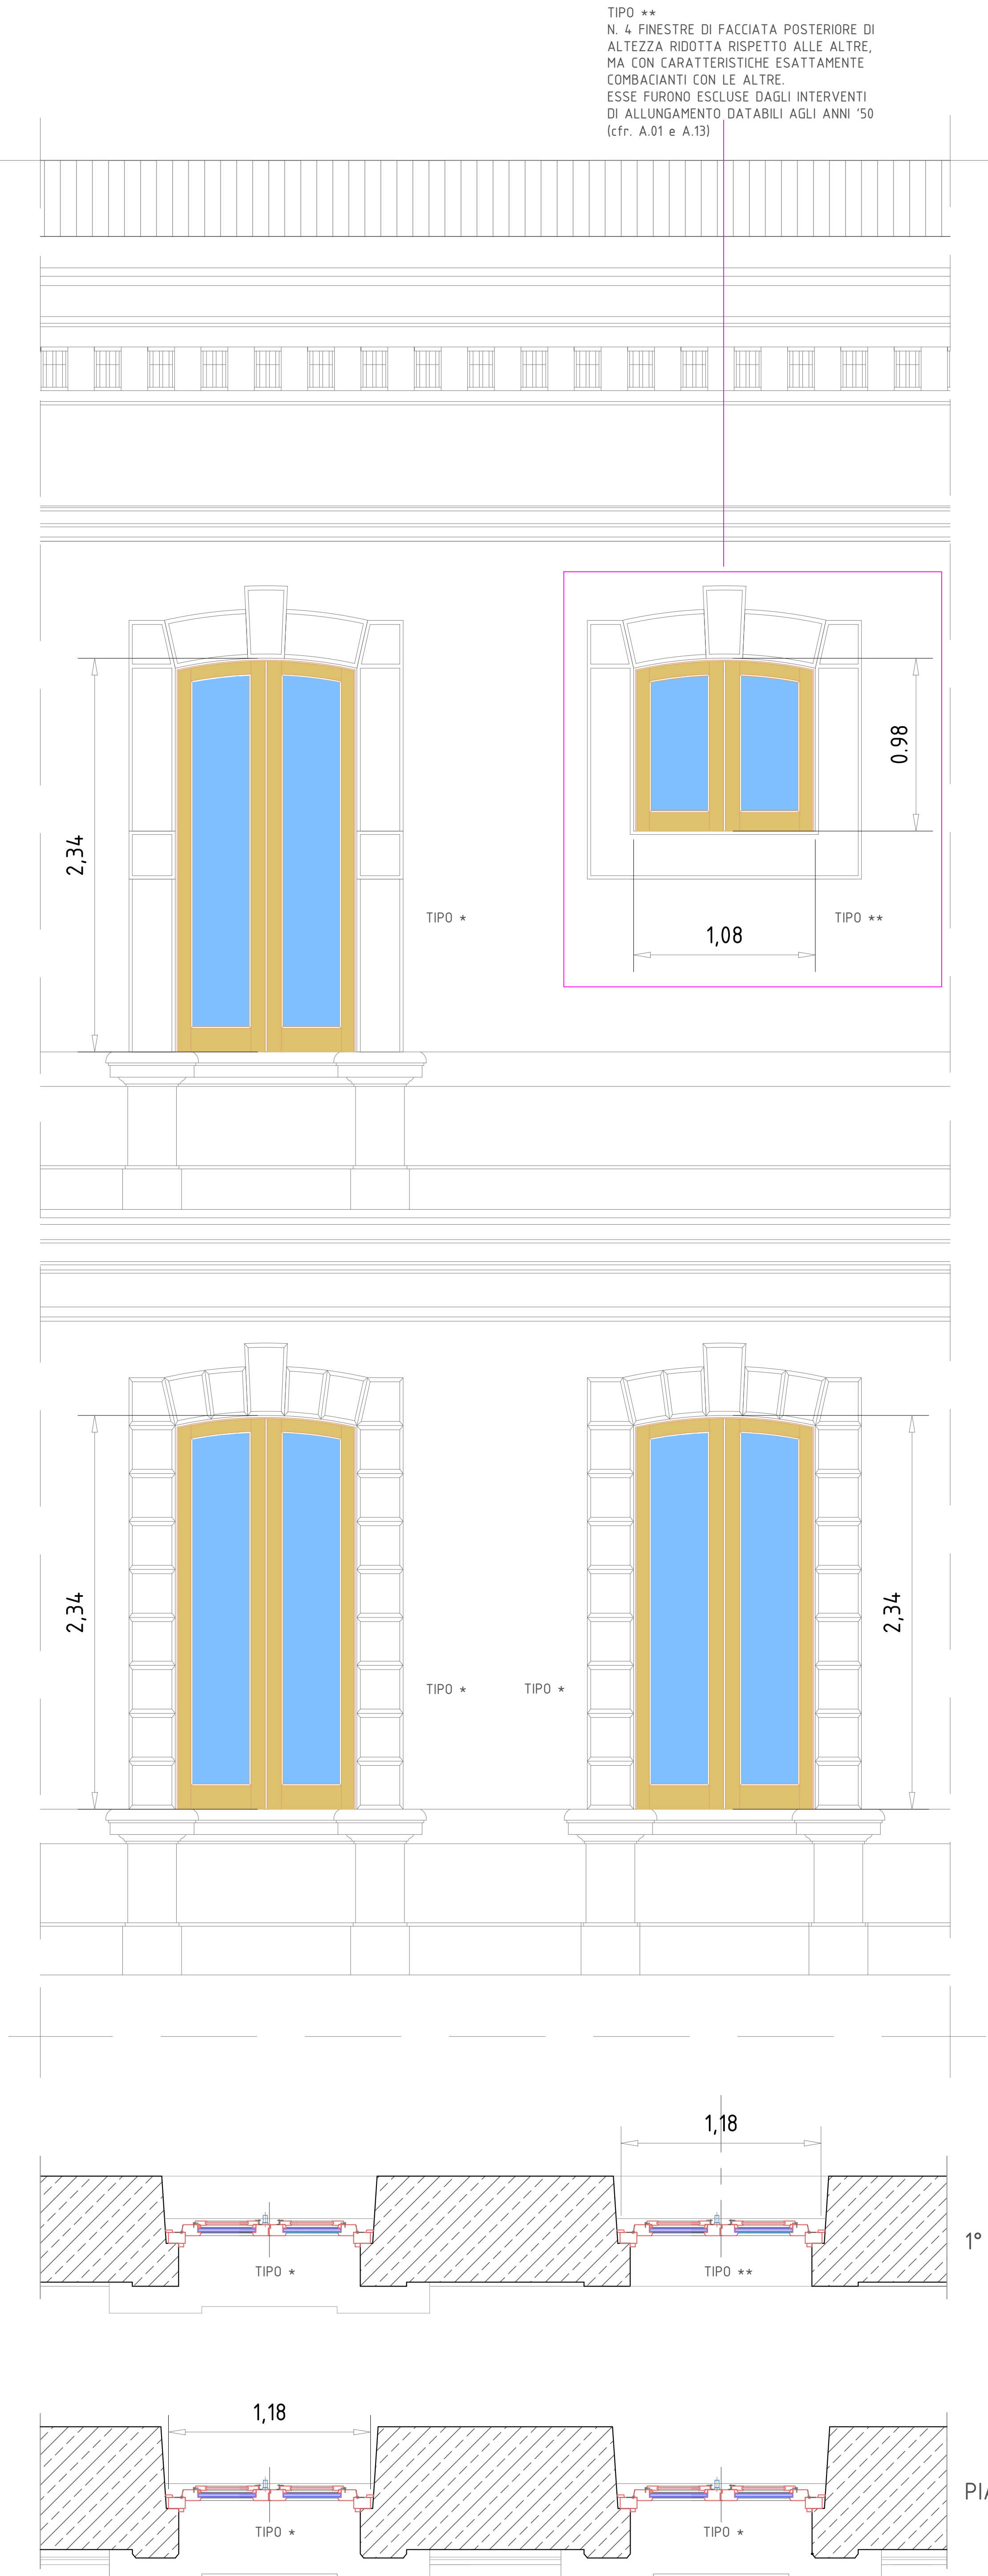 TIPO **
N. 4 FINESTRE DI FACCIATA POSTERIORE DI
ALTEZZA RIDOTTA RISPETTO ALLE ALTRE,
MA CON CARATTERISTICHE ESATTAMENTE
COMBACIANTI CON LE ALTRE.
ESSE FURONO ESCLUSE DAGLI INTERVENTI
DI ALLUNGAMENTO DATABILI AGLI ANNI '50
(cfr. A.01 e A.13)
2,34
0.98
TIPO *
TIPO **
1,08
2,34
2,34
TIPO *
TIPO *
1,18
1°
TIPO *
TIPO **
1,18
TIPO *
TIPO *